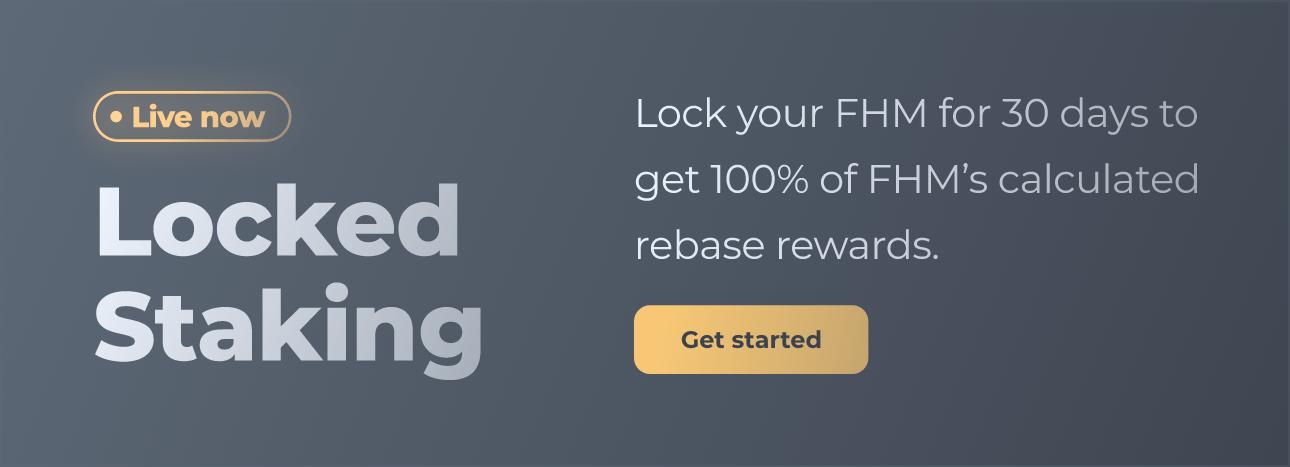 Live now
Locked
Staking
Lock your FHM for 30 days to
get 100% of FHM’s calculated
rebase rewards.
Get started